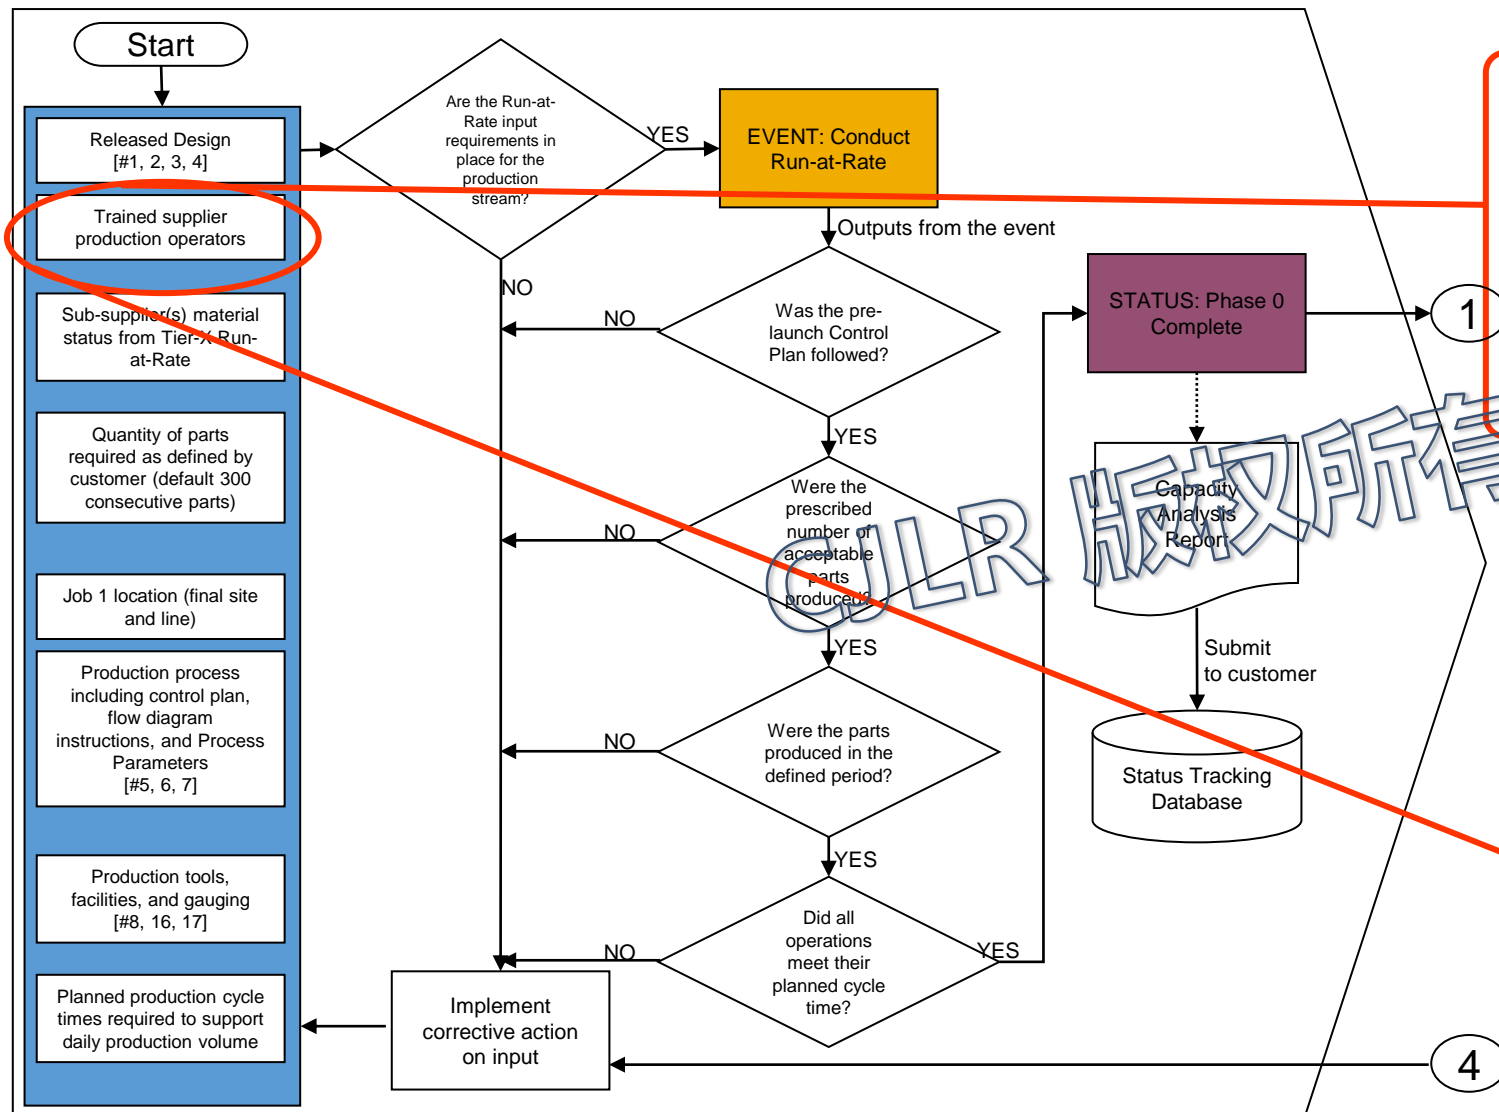 Start
Released Design
[#1, 2, 3, 4]
Trained supplier
production operators
Sub-supplier(s) material
status from Tier-X Run-
at-Rate
Quantity of parts
required as defined by
customer (default 300
consecutive parts)
Job 1 location (final site
and line)
Production process
including control plan,
flow diagram
instructions, and Process
Parameters
[#5, 6, 7]
Production tools,
facilities, and gauging
[#8, 16, 17]
Planned production cycle
times required to support
daily production volume
Are the Run-at-
Rate input
requirements in
place for the
production
stream?
YES
NO
EVENT: Conduct
Run-at-Rate
Outputs from the event
Was the pre-
launch Control
Plan followed?
NO
YES
Were the
prescribed
number of
acceptable
parts
produced?
NO
YES
Were the parts
produced in the
defined period?
NO
YES
Did all
operations
meet their
planned cycle
time?
NO
YES
Implement
corrective action
on input
STATUS: Phase 0
Complete
1
Capacity
Analysis
Report
Submit
to customer
Status Tracking
Database
4
CJLR 版权所有